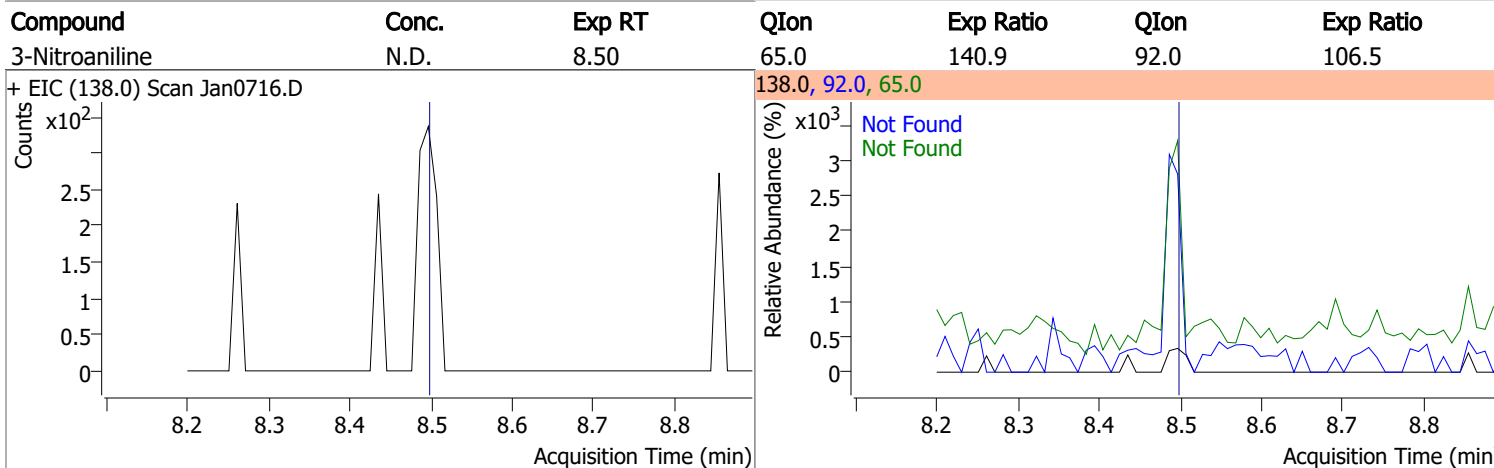 Compound Conc. Exp RT QIon Exp Ratio QIon Exp Ratio
3-Nitroaniline N.D. 8.50 65.0 140.9 92.0 106.5
+ EIC (138.0) Scan Jan0716.D
Counts
x10²
2.5
2
1.5
1
0.5
0
8.2 8.3 8.4 8.5 8.6 8.7 8.8
Acquisition Time (min)
138.0, 92.0, 65.0
Relative Abundance (%)
x10³
Not Found
Not Found
3
2.5
2
1.5
1
0.5
0
8.2 8.3 8.4 8.5 8.6 8.7 8.8
Acquisition Time (min